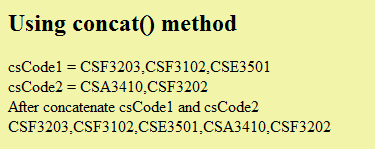 Using concat() method
csCode1 = CSF3203,CSF3102,CSE3501
csCode2 = CSA3410,CSF3202
After concatenate csCode1 and csCode2
CSF3203,CSF3102,CSE3501,CSA3410,CSF3202